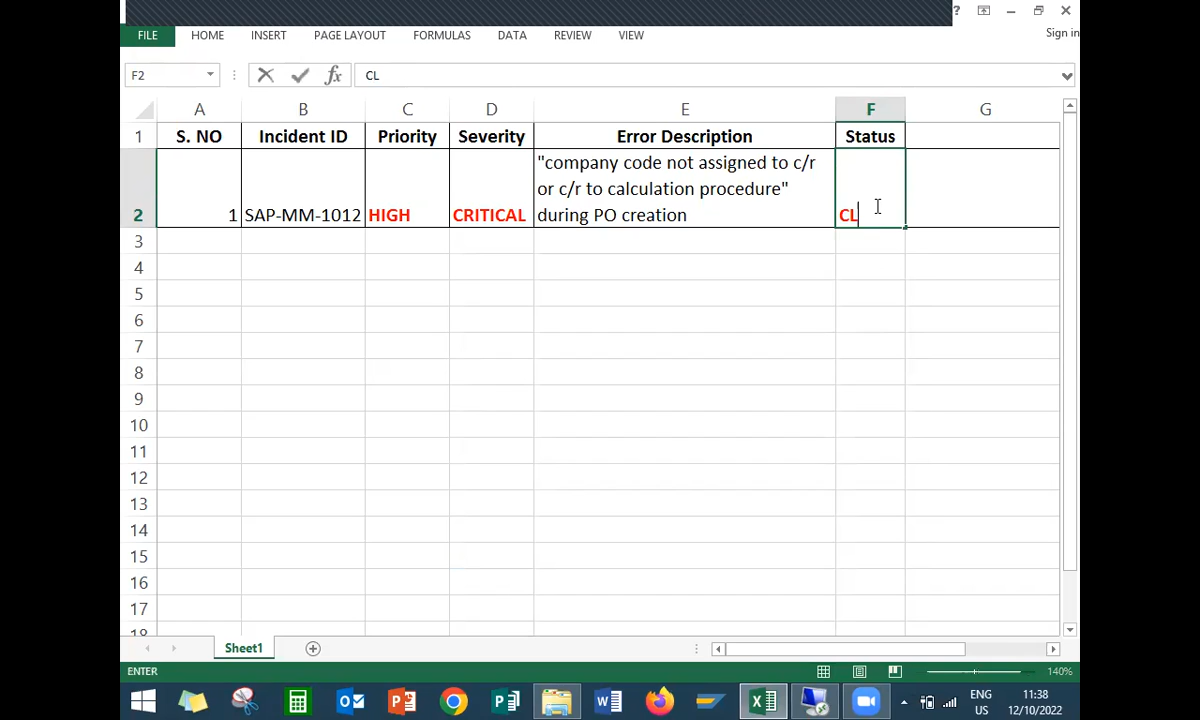 ?
FILE HOME INSERT PAGE LAYOUT FORMULAS DATA REVIEW VIEW Sign in
F2 fx CL
A B C D E F G
1 S. NO Incident ID Priority Severity Error Description Status
"company code not assigned to c/r
or c/r to calculation procedure"
2 1 SAP-MM-1012 HIGH CRITICAL during PO creation CL
3
4
5
6
7
8
9
10
11
12
13
14
15
16
17
18
Sheet1
ENTER 140%
ENG 11:38
US 12/10/2022